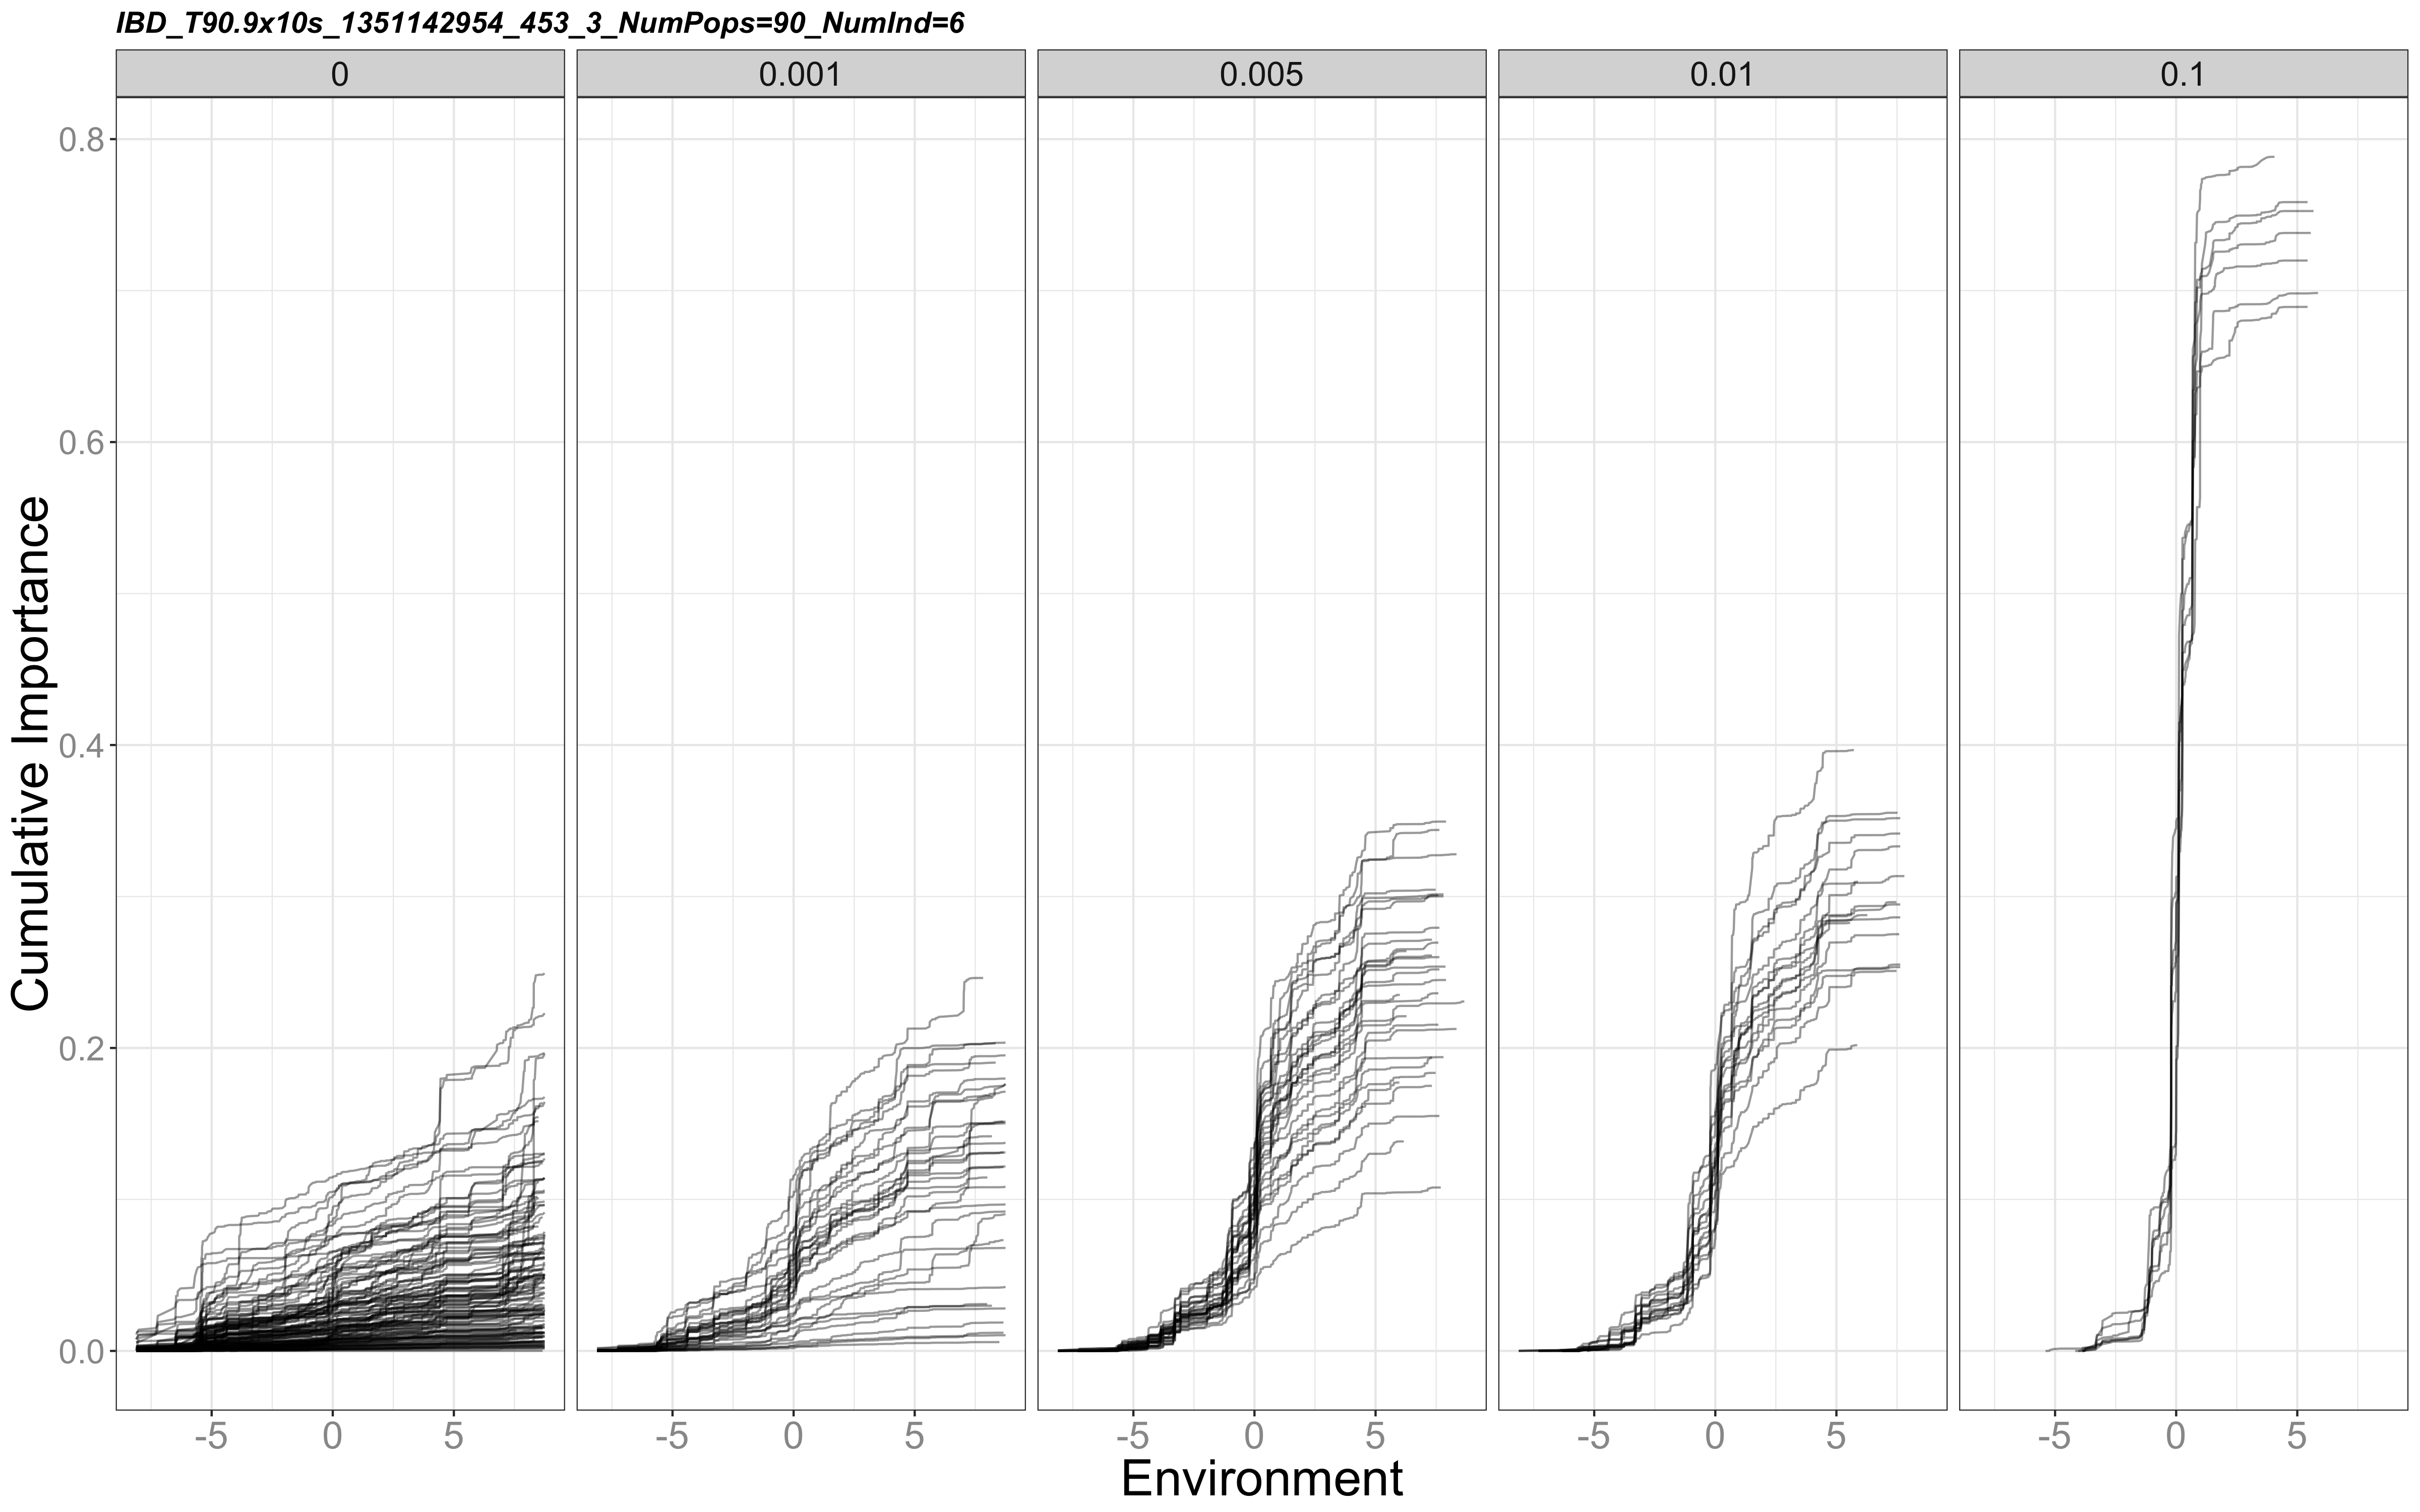 IBD_T90.9x10s_1351142954_453_3_NumPops=90_NumInd=6
0 0.001 0.005 0.01 0.1
Cumulative Importance
0.8
0.6
0.4
0.2
0.0
-5 0 5 -5 0 5 -5 0 5 -5 0 5 -5 0 5
Environment